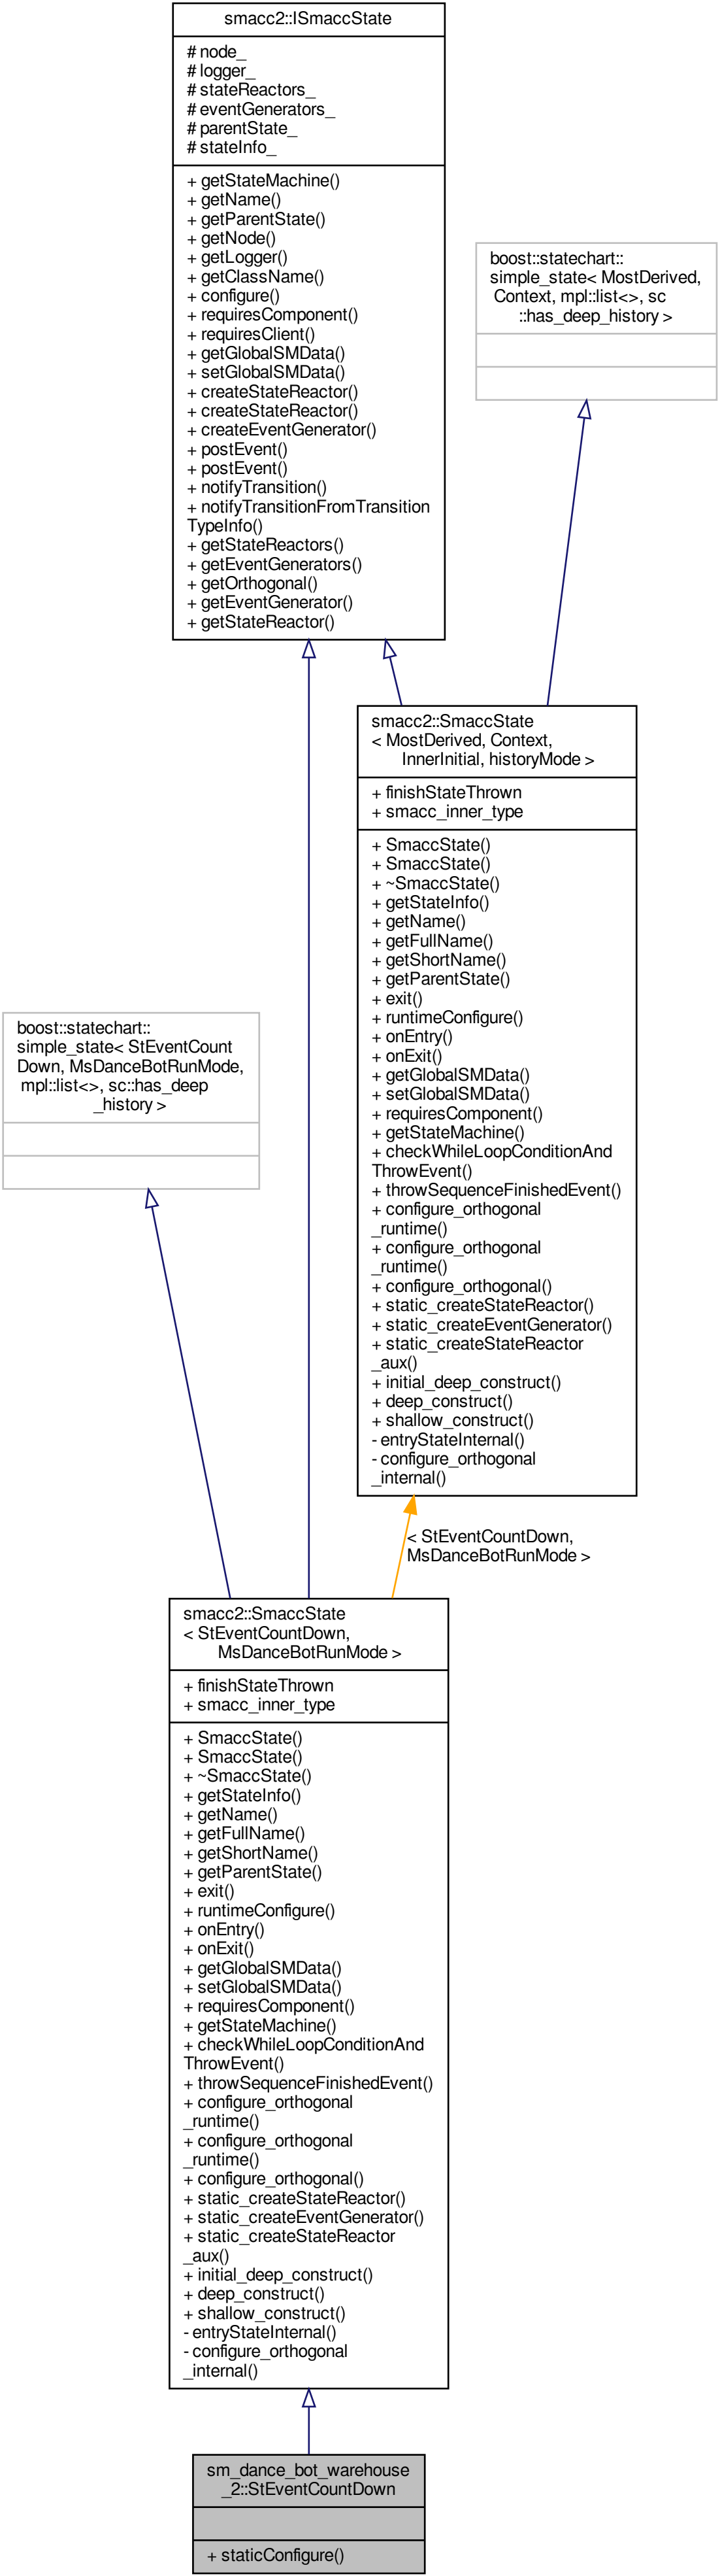 smacc2::ISmaccState
# node_
# logger_
# stateReactors_
# eventGenerators_
# parentState_
# stateInfo_
+ getStateMachine()
+ getName()
+ getParentState()
+ getNode()
+ getLogger()
+ getClassName()
+ configure()
+ requiresComponent()
+ requiresClient()
+ getGlobalSMData()
+ setGlobalSMData()
+ createStateReactor()
+ createStateReactor()
+ createEventGenerator()
+ postEvent()
+ postEvent()
+ notifyTransition()
+ notifyTransitionFromTransition
TypeInfo()
+ getStateReactors()
+ getEventGenerators()
+ getOrthogonal()
+ getEventGenerator()
+ getStateReactor()
boost::statechart::
simple_state< MostDerived,
Context, mpl::list<>, sc
::has_deep_history >
smacc2::SmaccState
< MostDerived, Context,
InnerInitial, historyMode >
+ finishStateThrown
+ smacc_inner_type
+ SmaccState()
+ SmaccState()
+ ~SmaccState()
+ getStateInfo()
+ getName()
+ getFullName()
+ getShortName()
+ getParentState()
+ exit()
+ runtimeConfigure()
+ onEntry()
+ onExit()
+ getGlobalSMData()
+ setGlobalSMData()
+ requiresComponent()
+ getStateMachine()
+ checkWhileLoopConditionAnd
ThrowEvent()
+ throwSequenceFinishedEvent()
+ configure_orthogonal
_runtime()
+ configure_orthogonal
_runtime()
+ configure_orthogonal()
+ static_createStateReactor()
+ static_createEventGenerator()
+ static_createStateReactor
_aux()
+ initial_deep_construct()
+ deep_construct()
+ shallow_construct()
- entryStateInternal()
- configure_orthogonal
_internal()
boost::statechart::
simple_state< StEventCount
Down, MsDanceBotRunMode,
mpl::list<>, sc::has_deep
_history >
< StEventCountDown,
MsDanceBotRunMode >
smacc2::SmaccState
< StEventCountDown,
MsDanceBotRunMode >
+ finishStateThrown
+ smacc_inner_type
+ SmaccState()
+ SmaccState()
+ ~SmaccState()
+ getStateInfo()
+ getName()
+ getFullName()
+ getShortName()
+ getParentState()
+ exit()
+ runtimeConfigure()
+ onEntry()
+ onExit()
+ getGlobalSMData()
+ setGlobalSMData()
+ requiresComponent()
+ getStateMachine()
+ checkWhileLoopConditionAnd
ThrowEvent()
+ throwSequenceFinishedEvent()
+ configure_orthogonal
_runtime()
+ configure_orthogonal
_runtime()
+ configure_orthogonal()
+ static_createStateReactor()
+ static_createEventGenerator()
+ static_createStateReactor
_aux()
+ initial_deep_construct()
+ deep_construct()
+ shallow_construct()
- entryStateInternal()
- configure_orthogonal
_internal()
sm_dance_bot_warehouse
_2::StEventCountDown
+ staticConfigure()